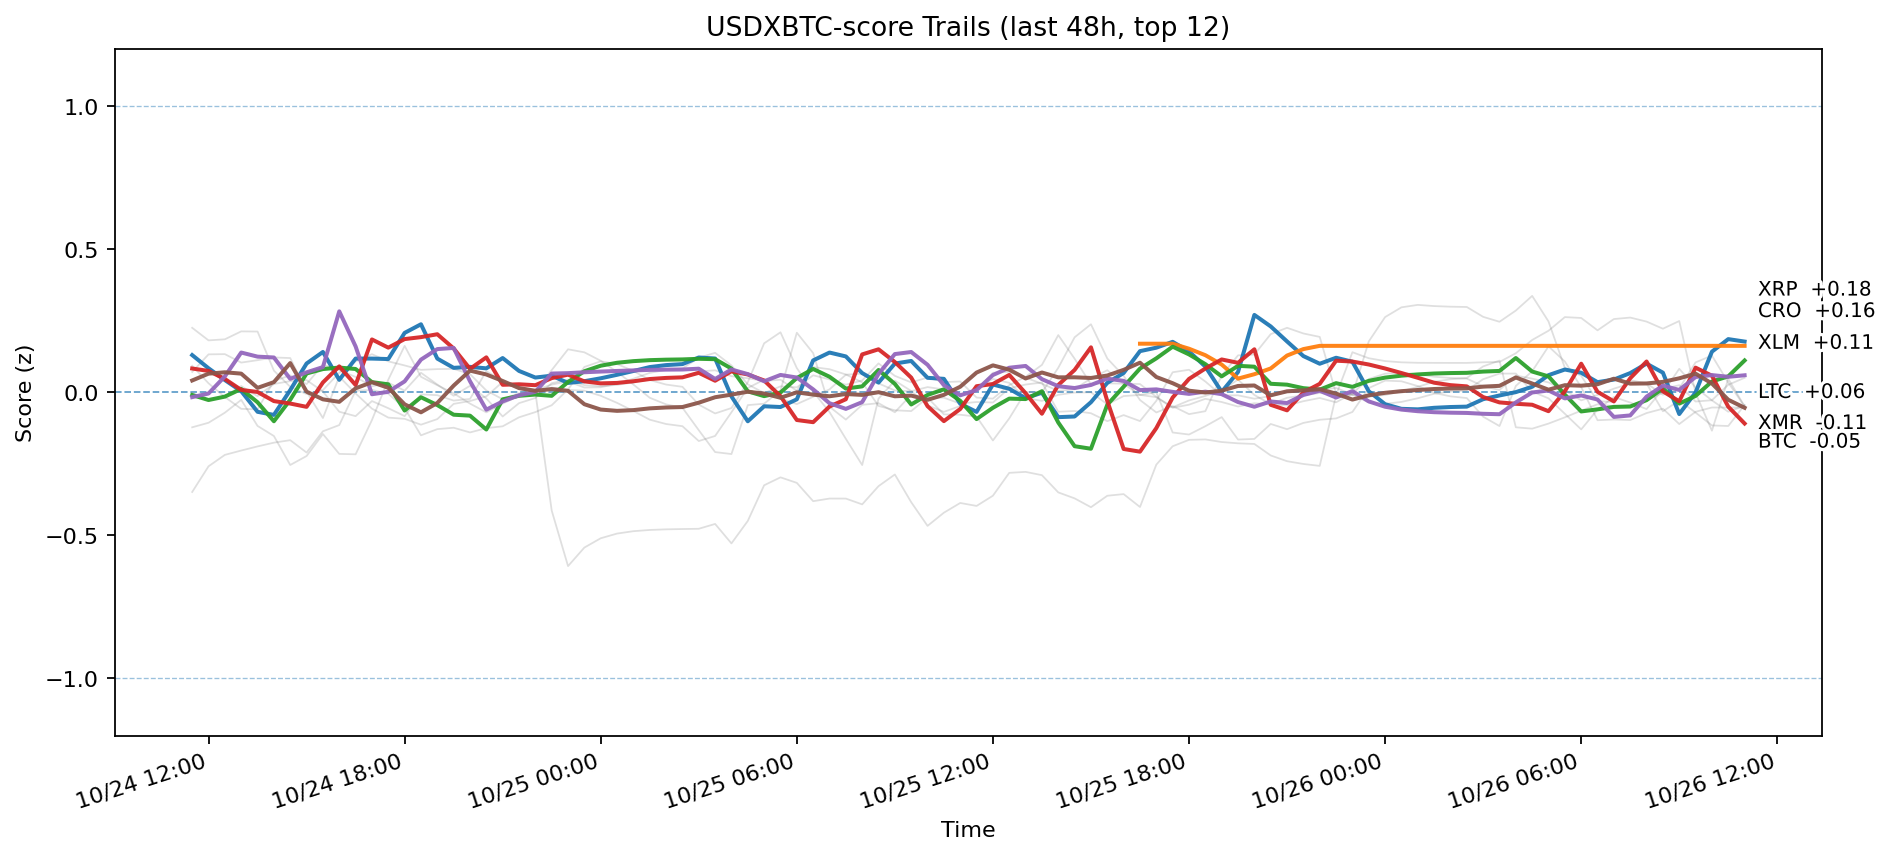 USDXBTC-score Trails (last 48h, top 12)
Score (z)
1.0
0.5
0.0
−0.5
−1.0
XRP +0.18
CRO +0.16
XLM +0.11
LTC +0.06
XMR -0.11
BTC -0.05
10/24 12:00
10/24 18:00
10/25 00:00
10/25 06:00
10/25 12:00
10/25 18:00
10/26 00:00
10/26 06:00
10/26 12:00
Time